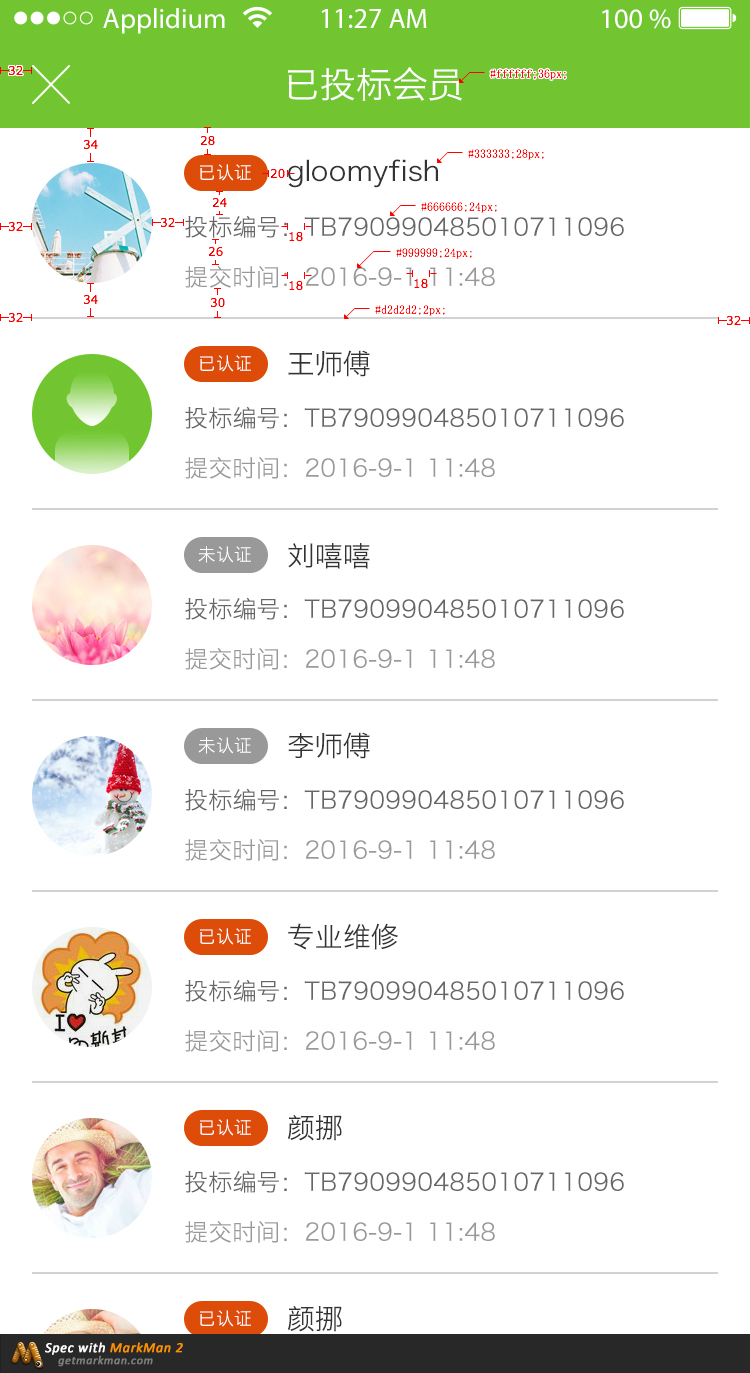 Applidium 11:27 AM 100 %
32
已投标会员 #ffffff;36px;
34 28
已认证 20 gloomyfish #333333;28px;
24
#666666;24px;
32 32 投标编号: 18 TB790990485010711096
26 #999999;24px;
提交时间: 18 2016-9-1 18 11:48
34 30
32 #d2d2d2;2px; 32
已认证 王师傅
投标编号: TB790990485010711096
提交时间: 2016-9-1 11:48
未认证 刘嘻嘻
投标编号: TB790990485010711096
提交时间: 2016-9-1 11:48
未认证 李师傅
投标编号: TB790990485010711096
提交时间: 2016-9-1 11:48
已认证 专业维修
投标编号: TB790990485010711096
提交时间: 2016-9-1 11:48
I
已认证 颜挪
投标编号: TB790990485010711096
提交时间: 2016-9-1 11:48
已认证 颜挪
Spec with MarkMan 2
getmarkman.com